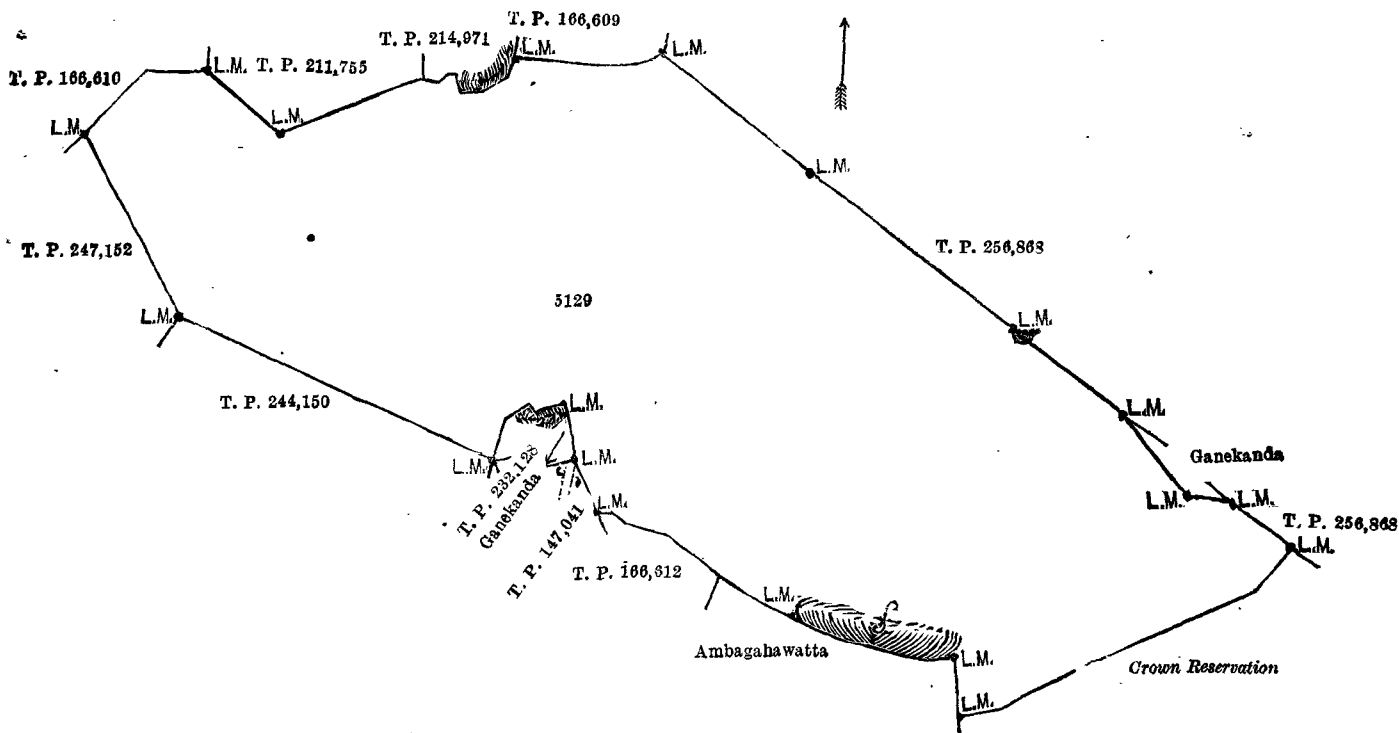 T. P. 166,609
T. P. 214,971
L.M.
L.M.
T. P. 166,610
L.M.
T. P. 211,755
L.M.
L.M.
L.M.
T. P. 247,152
T. P. 256,868
5129
L.M.
L.M.
T. P. 244,150
L.M.
L.M.
L.M.
L.M.
T. P. 232,128
Ganekanda
Ganekanda
L.M.
L.M.
L.M.
T. P. 147,041
T. P. 256,868
L.M.
T. P. 166,612
L.M.
Ambagahawatta
L.M.
Crown Reservation
L.M.